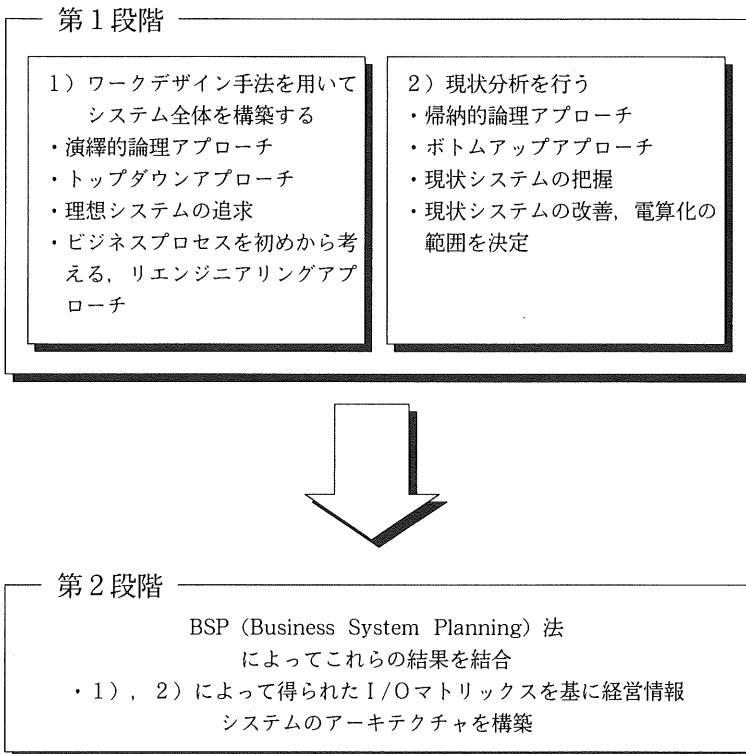 第1段階
1)ワークデザイン手法を用いて
システム全体を構築する
・演繹的論理アプローチ
・トップダウンアプローチ
・理想システムの追求
・ビジネスプロセスを初めから考
える,リエンジニアリングアプ
ローチ
2)現状分析を行う
・帰納的論理アプローチ
・ボトムアップアプローチ
・現状システムの把握
・現状システムの改善,電算化の
範囲を決定
第2段階
BSP (Business System Planning) 法
によってこれらの結果を結合
・1),2)によって得られたI/Oマトリックスを基に経営情報
システムのアーキテクチャを構築